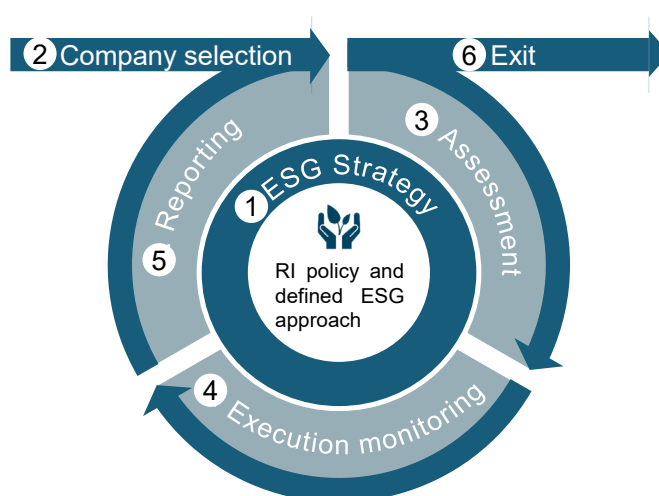 2 Company selection
6 Exit
3 Assessment
1 ESG Strategy
RI policy and
defined ESG
approach
5 Reporting
4 Execution monitoring